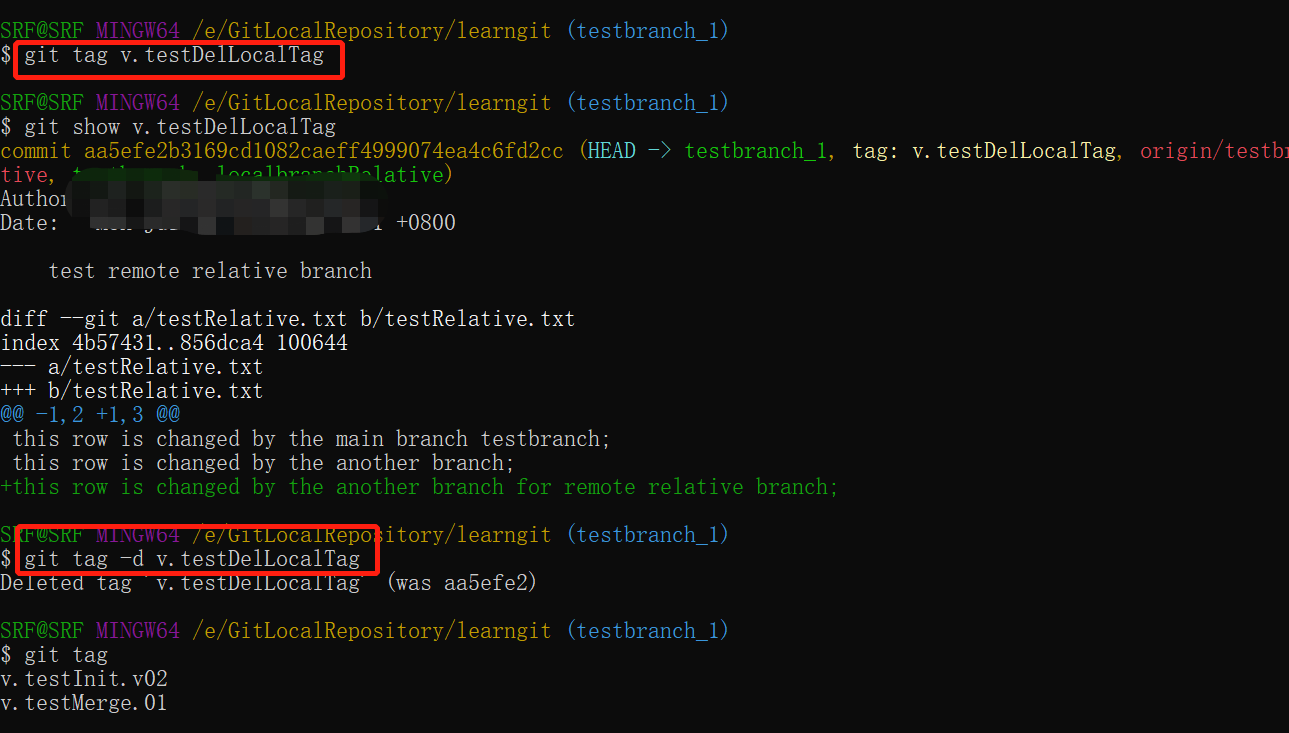 SRF@SRF MINGW64 /e/GitLocalRepository/learngit (testbranch_1)
$ git tag v.testDelLocalTag
SRF@SRF MINGW64 /e/GitLocalRepository/learngit (testbranch_1)
$ git show v.testDelLocalTag
commit aa5efe2b3169cd1082caeff4999074ea4c6fd2cc (HEAD -> testbranch_1, tag: v.testDelLocalTag, origin/testbr
tive, localbranchRelative)
Author
Date: +0800
test remote relative branch
diff --git a/testRelative.txt b/testRelative.txt
index 4b57431..856dca4 100644
--- a/testRelative.txt
+++ b/testRelative.txt
@@ -1,2 +1,3 @@
this row is changed by the main branch testbranch;
this row is changed by the another branch;
+this row is changed by the another branch for remote relative branch;
SRF@SRF MINGW64 /e/GitLocalRepository/learngit (testbranch_1)
$ git tag -d v.testDelLocalTag
Deleted tag 'v.testDelLocalTag' (was aa5efe2)
SRF@SRF MINGW64 /e/GitLocalRepository/learngit (testbranch_1)
$ git tag
v.testInit.v02
v.testMerge.01